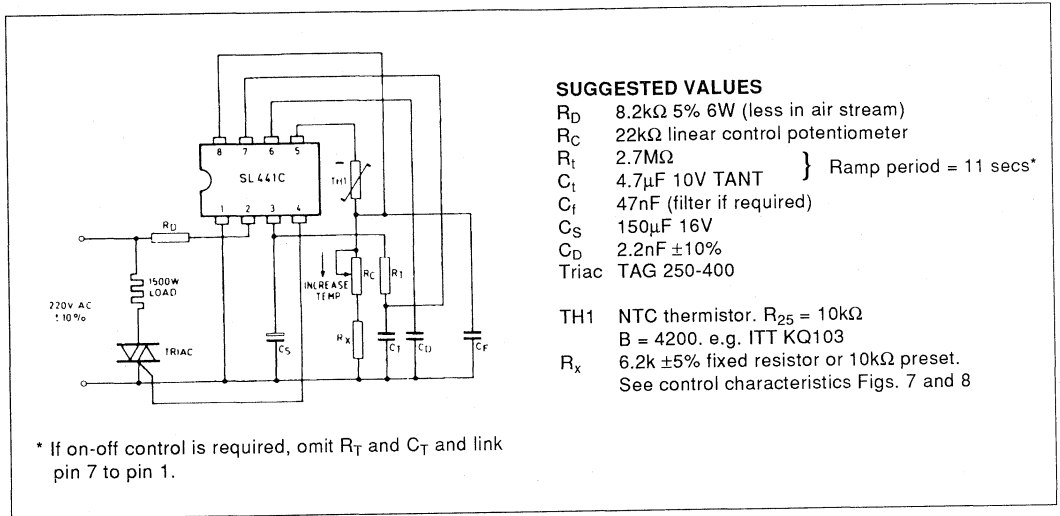 8 7 6 5
SL441C
1 2 3 4
TH1
RD
1500W
LOAD
220V AC
±10%
TRIAC
INCREASE
TEMP
RC
RT
RX
CS
CT
CD
CF
SUGGESTED VALUES
RD 8.2kΩ 5% 6W (less in air stream)
RC 22kΩ linear control potentiometer
Rt 2.7MΩ
Ct 4.7µF 10V TANT
} Ramp period = 11 secs*
Cf 47nF (filter if required)
CS 150µF 16V
CD 2.2nF ±10%
Triac TAG 250-400
TH1 NTC thermistor. R25 = 10kΩ
B = 4200. e.g. ITT KQ103
Rx 6.2k ±5% fixed resistor or 10kΩ preset.
See control characteristics Figs. 7 and 8
* If on-off control is required, omit RT and CT and link
pin 7 to pin 1.